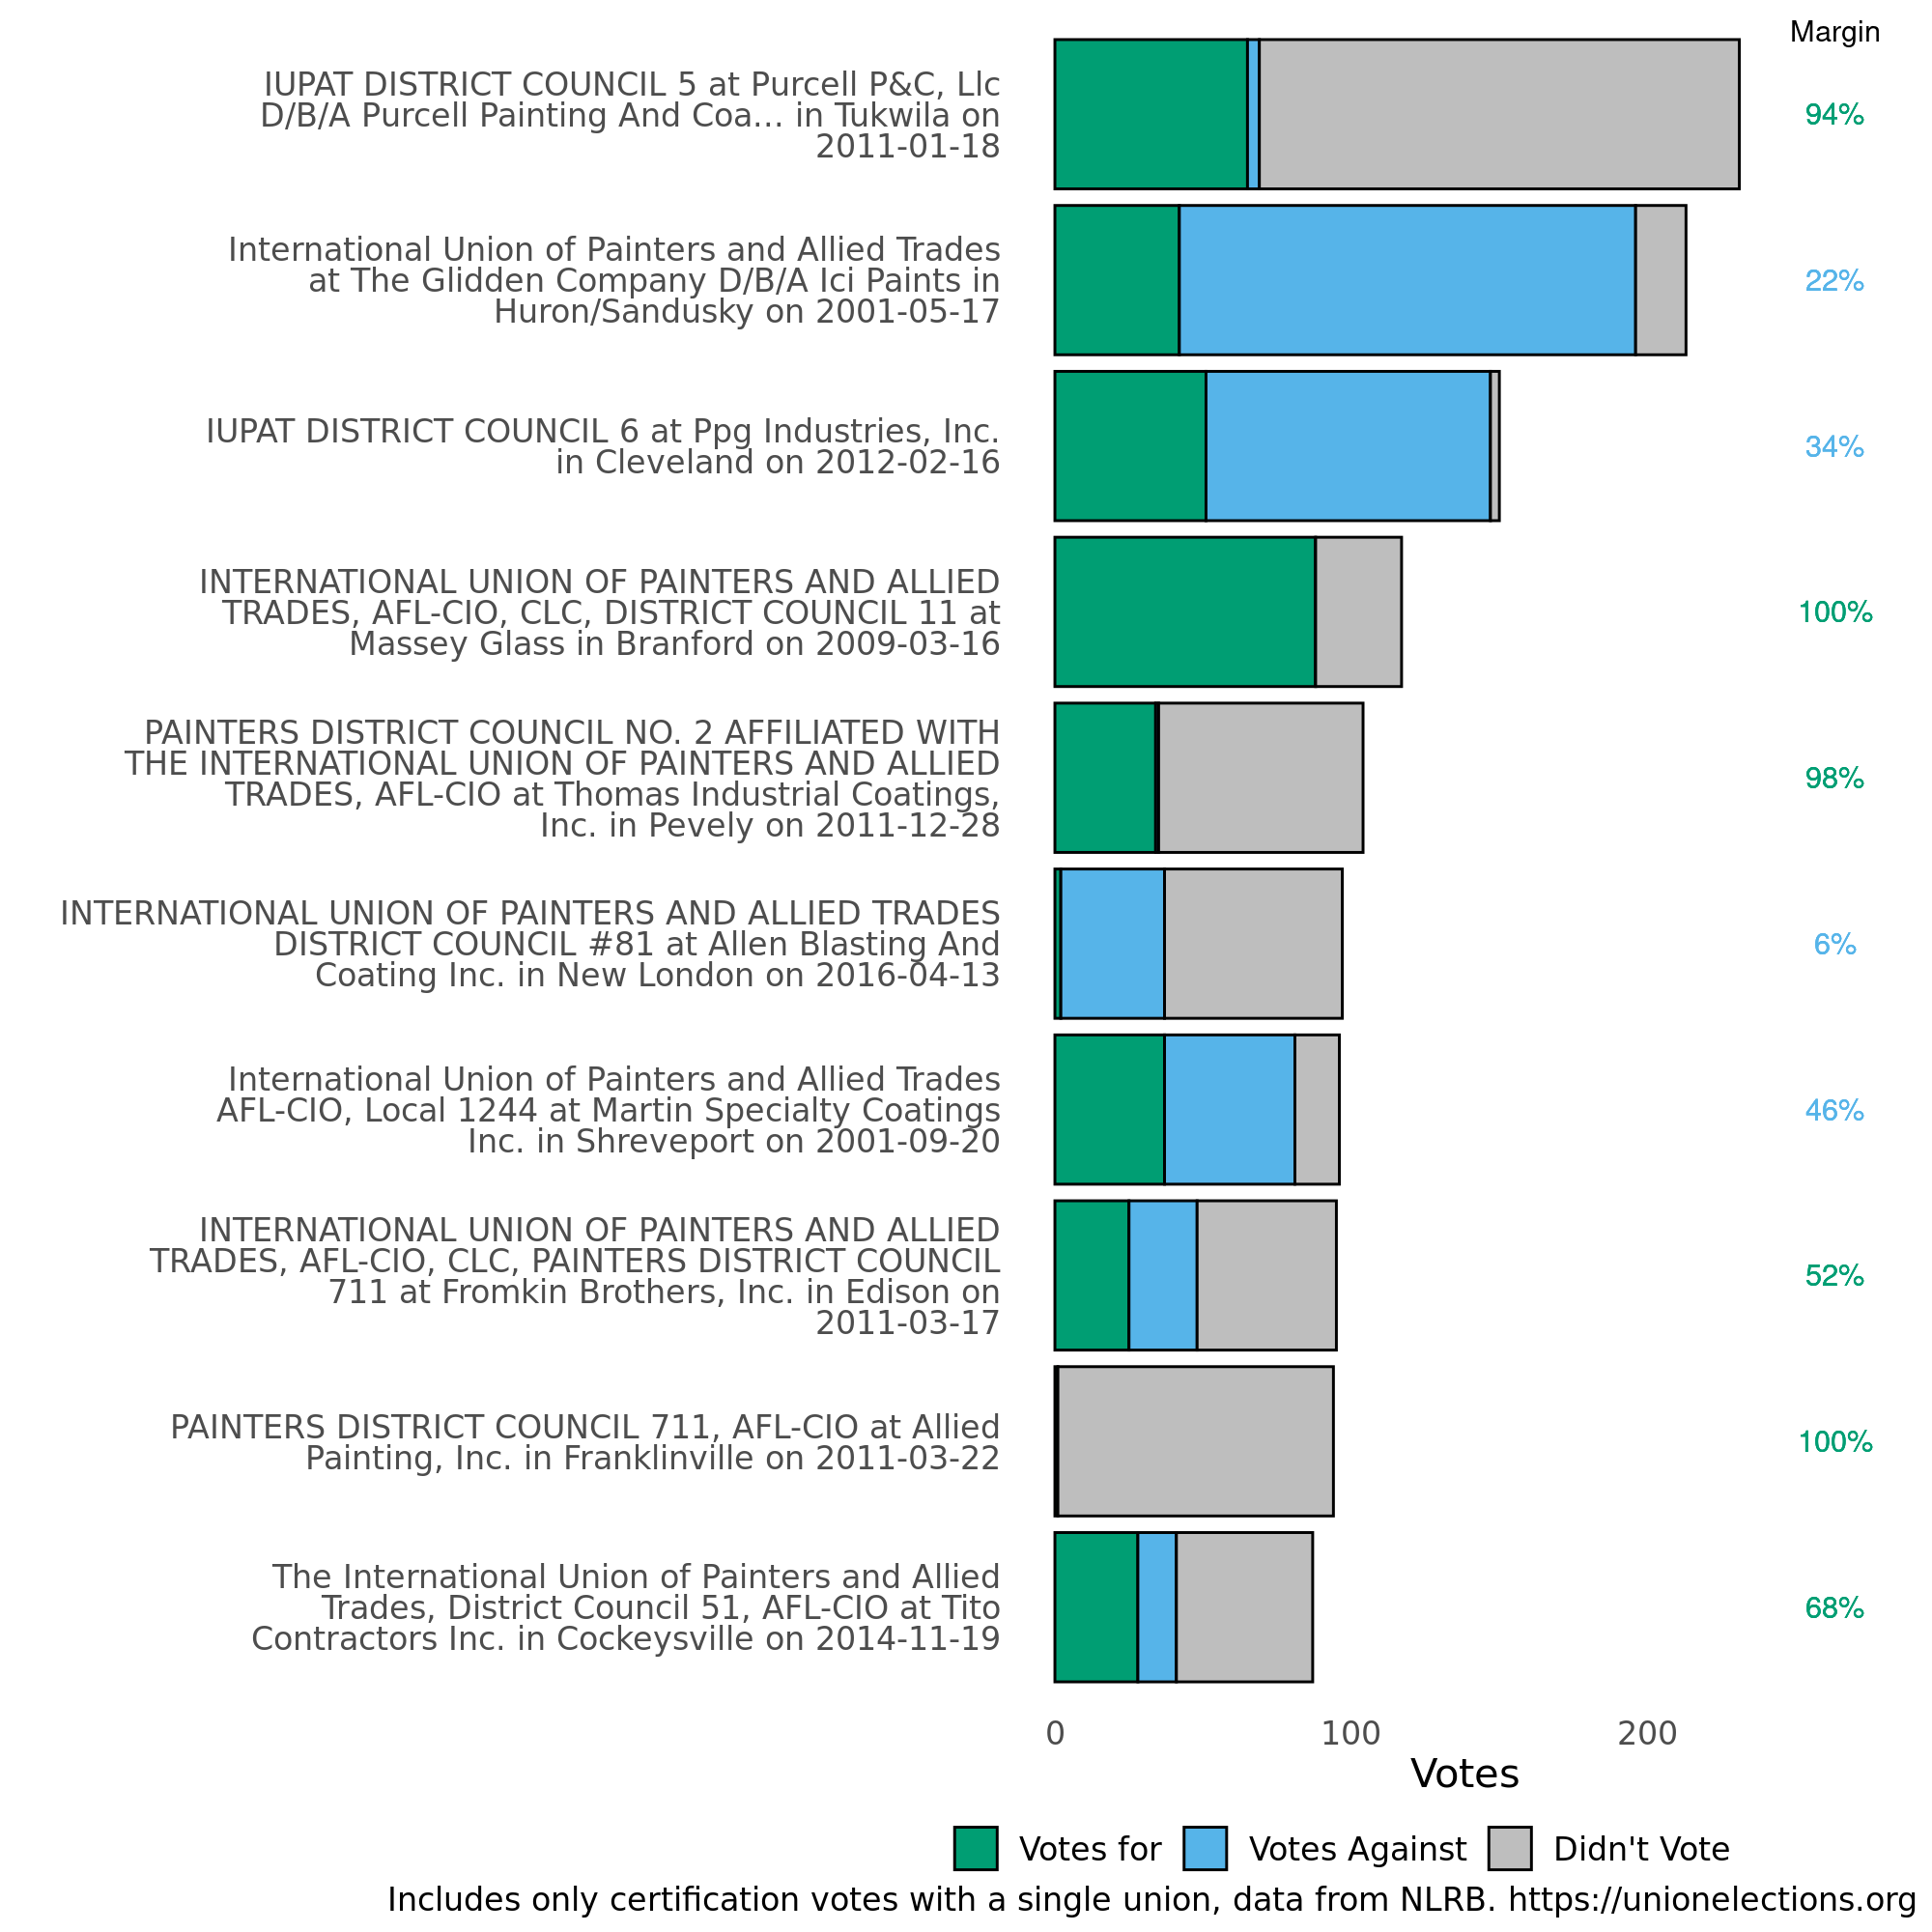 Margin
IUPAT DISTRICT COUNCIL 5 at Purcell P&C, Llc
D/B/A Purcell Painting And Coa... in Tukwila on
2011-01-18
94%
International Union of Painters and Allied Trades
at The Glidden Company D/B/A Ici Paints in
Huron/Sandusky on 2001-05-17
22%
IUPAT DISTRICT COUNCIL 6 at Ppg Industries, Inc.
in Cleveland on 2012-02-16
34%
INTERNATIONAL UNION OF PAINTERS AND ALLIED
TRADES, AFL-CIO, CLC, DISTRICT COUNCIL 11 at
Massey Glass in Branford on 2009-03-16
100%
PAINTERS DISTRICT COUNCIL NO. 2 AFFILIATED WITH
THE INTERNATIONAL UNION OF PAINTERS AND ALLIED
TRADES, AFL-CIO at Thomas Industrial Coatings,
Inc. in Pevely on 2011-12-28
98%
INTERNATIONAL UNION OF PAINTERS AND ALLIED TRADES
DISTRICT COUNCIL #81 at Allen Blasting And
Coating Inc. in New London on 2016-04-13
6%
International Union of Painters and Allied Trades
AFL-CIO, Local 1244 at Martin Specialty Coatings
Inc. in Shreveport on 2001-09-20
46%
INTERNATIONAL UNION OF PAINTERS AND ALLIED
TRADES, AFL-CIO, CLC, PAINTERS DISTRICT COUNCIL
711 at Fromkin Brothers, Inc. in Edison on
2011-03-17
52%
PAINTERS DISTRICT COUNCIL 711, AFL-CIO at Allied
Painting, Inc. in Franklinville on 2011-03-22
100%
The International Union of Painters and Allied
Trades, District Council 51, AFL-CIO at Tito
Contractors Inc. in Cockeysville on 2014-11-19
68%
0 100 200
Votes
Votes for Votes Against Didn't Vote
Includes only certification votes with a single union, data from NLRB. https://unionelections.org